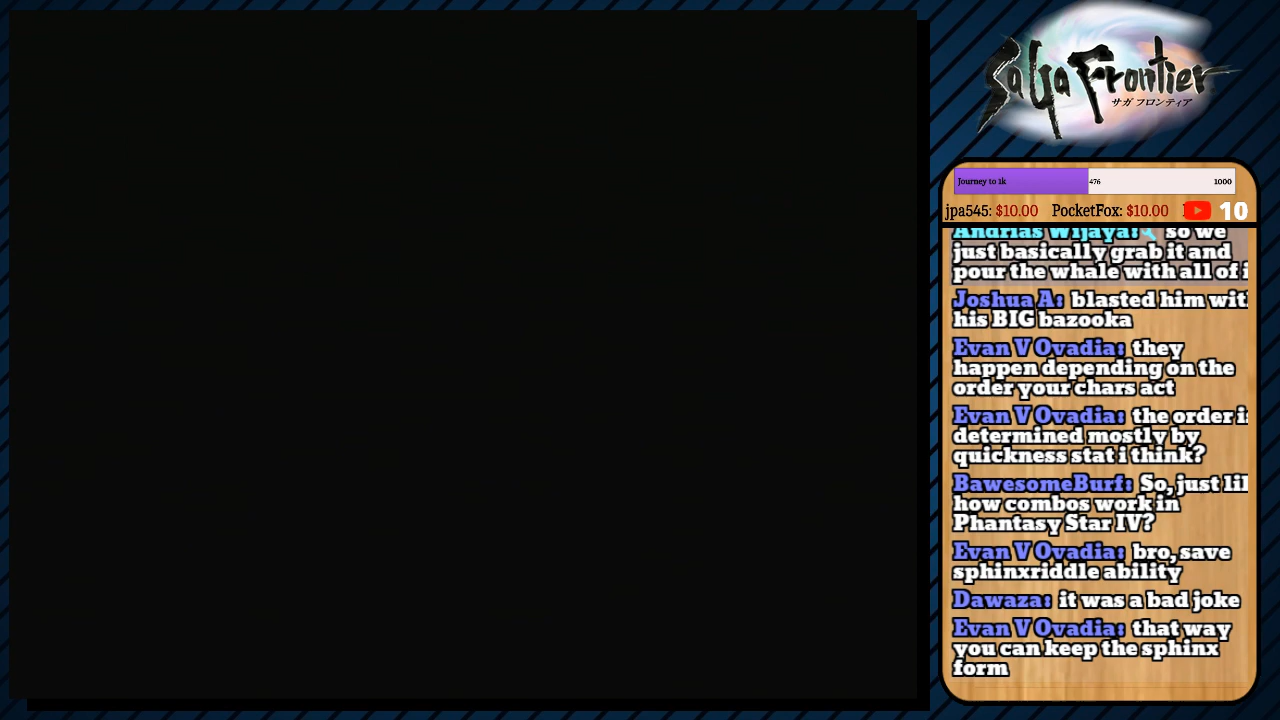 SaGa Frontier
サガ フロンティア
Journey to 1k 476 1000
jpa545: $10.00 PocketFox: $10.00 10
Andrias Wijaya: so we
just basically grab it and
pour the whale with all of i
Joshua A: blasted him with
his BIG bazooka
Evan V Ovadia: they
happen depending on the
order your chars act
Evan V Ovadia: the order is
determined mostly by
quickness stat i think?
BawesomeBurf: So, just lik
how combos work in
Phantasy Star IV?
Evan V Ovadia: bro, save
sphinxriddle ability
Dawaza: it was a bad joke
Evan V Ovadia: that way
you can keep the sphinx
form